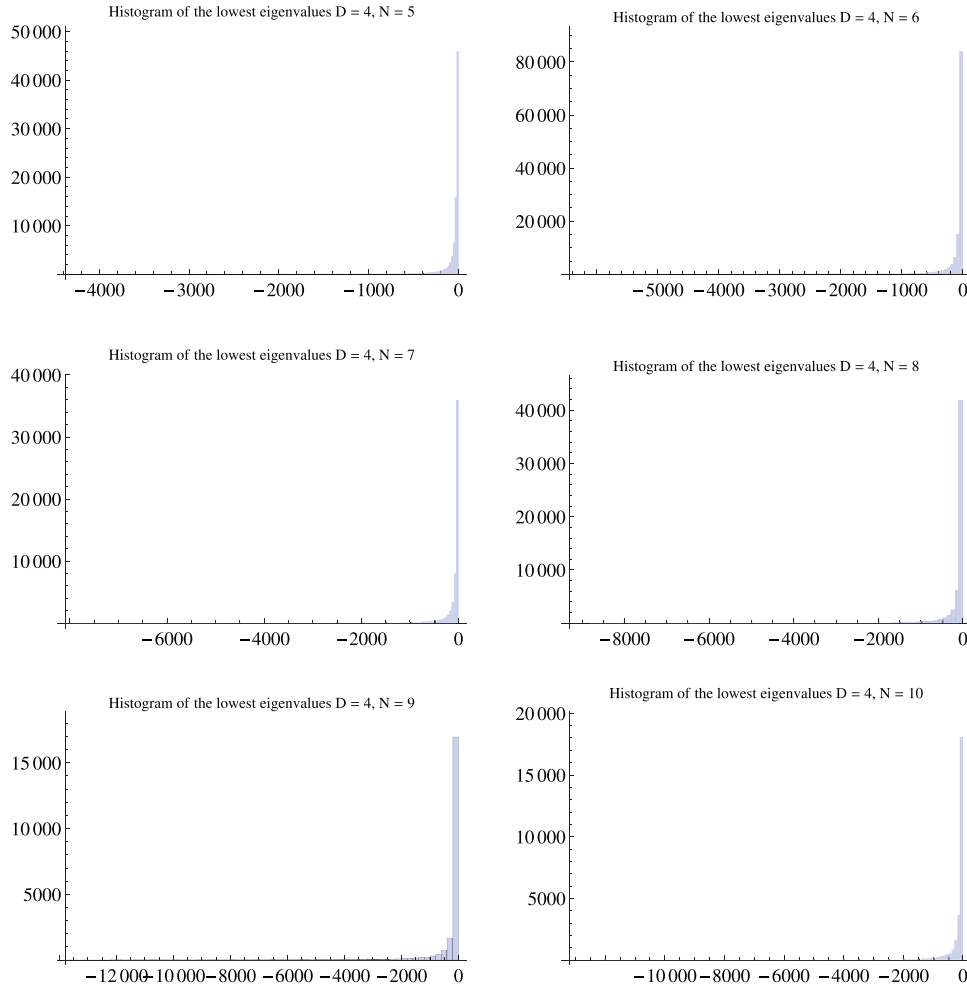 Histogram of the lowest eigenvalues D = 4, N = 5
50 000
40 000
30 000
20 000
10 000
−4000 −3000 −2000 −1000 0
Histogram of the lowest eigenvalues D = 4, N = 6
80 000
60 000
40 000
20 000
−5000 −4000 −3000 −2000 −1000 0
Histogram of the lowest eigenvalues D = 4, N = 7
40 000
30 000
20 000
10 000
−6000 −4000 −2000 0
Histogram of the lowest eigenvalues D = 4, N = 8
40 000
30 000
20 000
10 000
−8000 −6000 −4000 −2000 0
Histogram of the lowest eigenvalues D = 4, N = 9
15 000
10 000
5000
−12 000 −10 000 −8000 −6000 −4000 −2000 0
Histogram of the lowest eigenvalues D = 4, N = 10
20 000
15 000
10 000
5000
−10 000 −8000 −6000 −4000 −2000 0